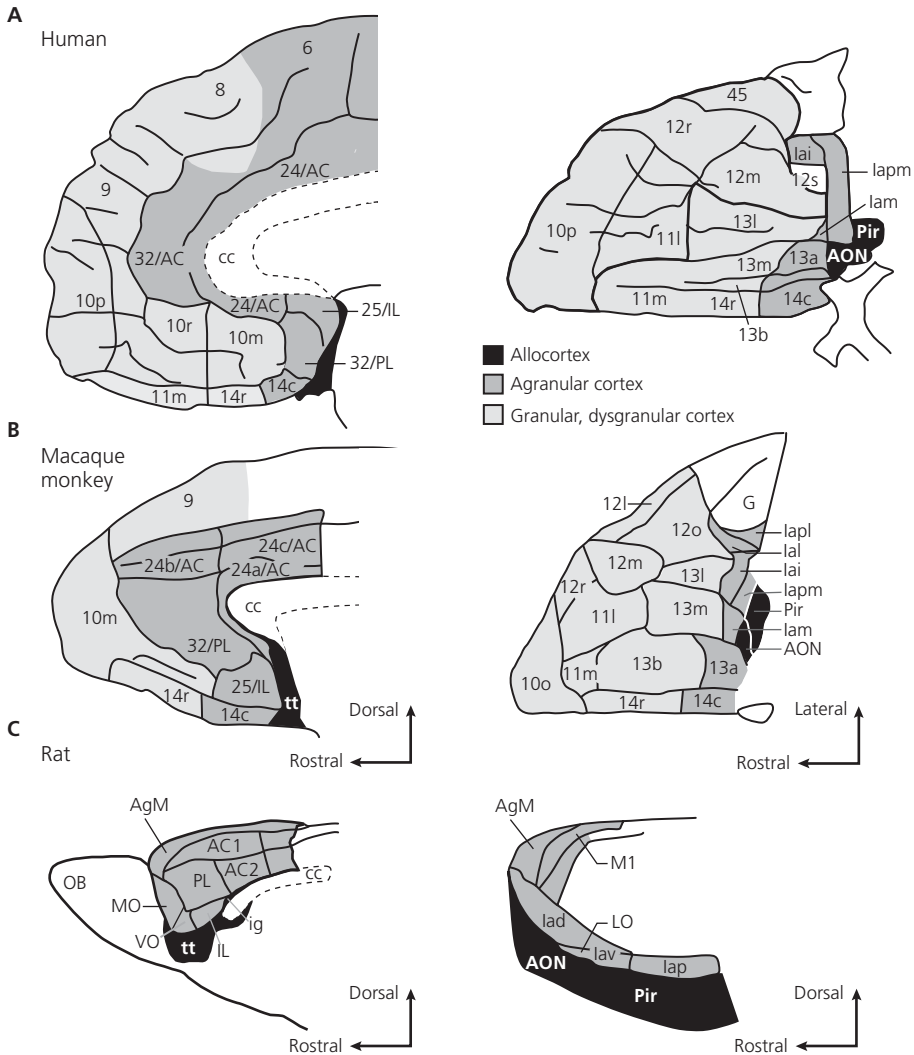 A
Human
6
8
24/AC
9
32/AC
cc
10p
24/AC
25/IL
10r
10m
32/PL
14c
11m
14r
45
12r
Iai
Iapm
12m
12s
Iam
13l
Pir
10p
11l
AON
13m
13a
11m
14r
14c
13b
Allocortex
Agranular cortex
Granular, dysgranular cortex
B
Macaque
monkey
9
24c/AC
24b/AC
24a/AC
cc
10m
32/PL
25/IL
14r
tt
14c
Dorsal
Rostral
G
12l
12o
Iapl
Ial
12m
Iai
13l
12r
Iapm
13m
Pir
11l
Iam
AON
13b
13a
11m
10o
14r
14c
Lateral
Rostral
C
Rat
AgM
AC1
AC2
PL
cc
OB
MO
ig
VO
tt
IL
Dorsal
Rostral
AgM
M1
Iad
LO
Iav
AON
Iap
Pir
Dorsal
Rostral